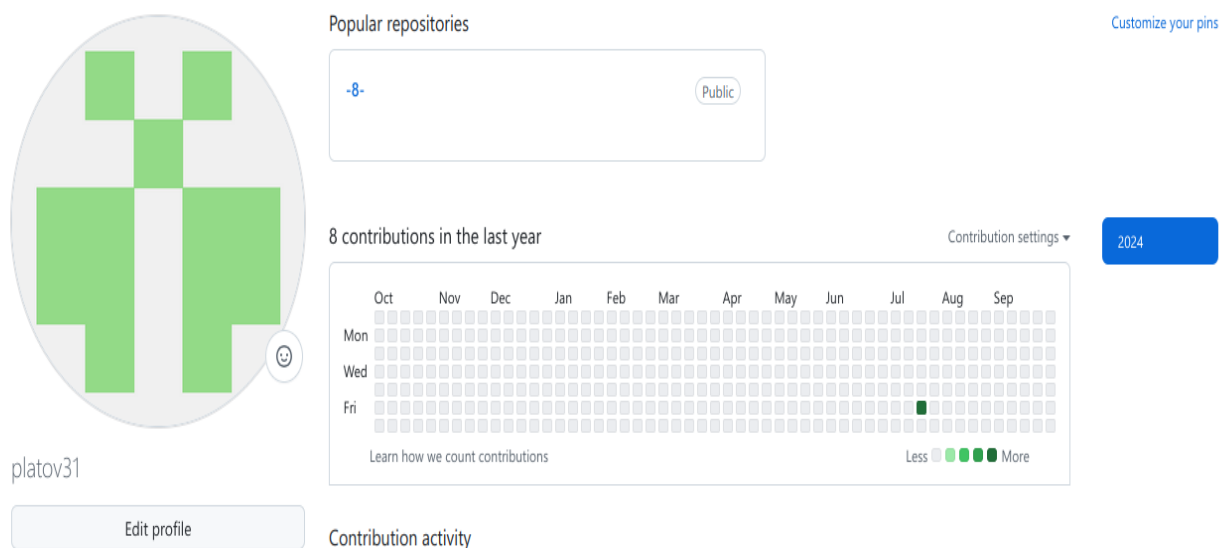 Popular repositories
Customize your pins
-8-
Public
8 contributions in the last year
Contribution settings
2024
Oct Nov Dec Jan Feb Mar Apr May Jun Jul Aug Sep
Mon
Wed
Fri
Learn how we count contributions
Less
More
platov31
Edit profile
Contribution activity